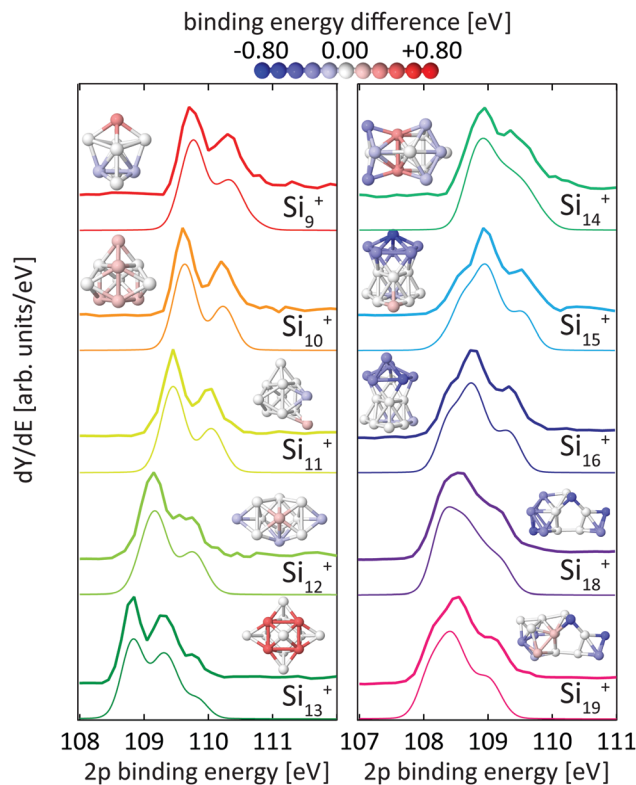 binding energy difference [eV]
-0.80 0.00 +0.80
dY/dE [arb. units/eV]
Si9+
Si10+
Si11+
Si12+
Si13+
108 109 110 111
2p binding energy [eV]
Si14+
Si15+
Si16+
Si18+
Si19+
107 108 109 110 111
2p binding energy [eV]